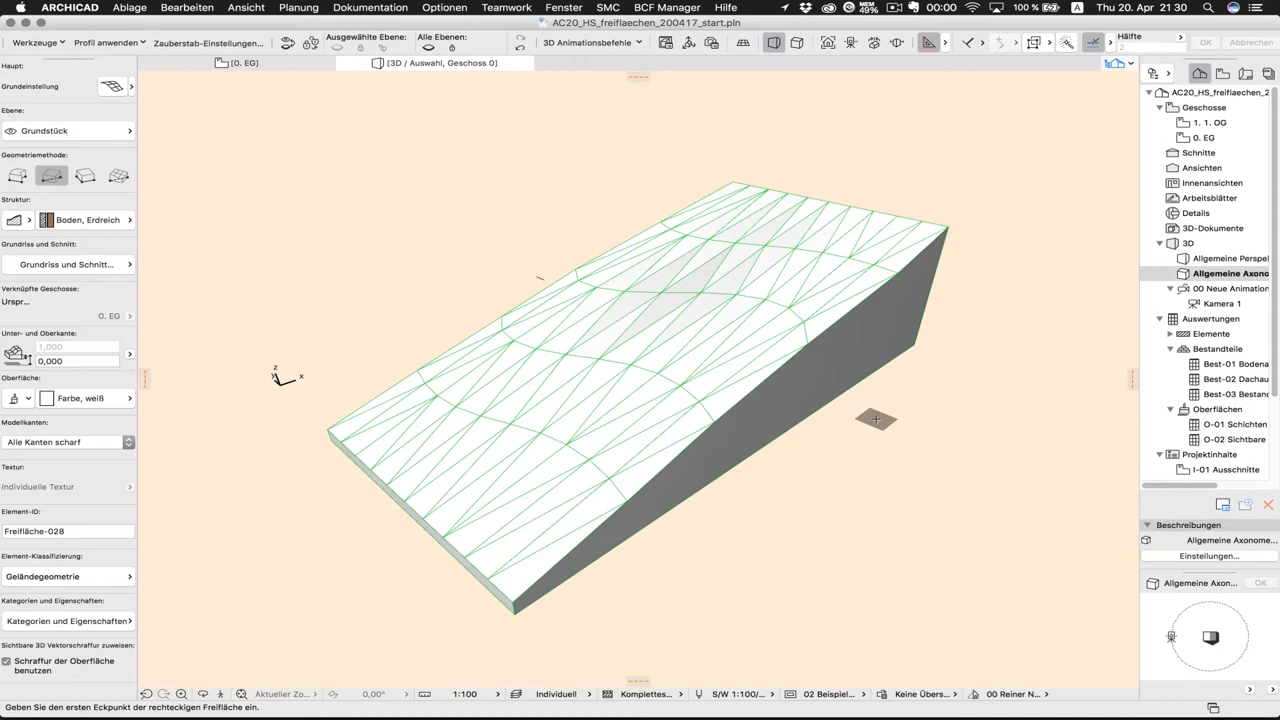 ARCHICAD Ablage Bearbeiten Ansicht Planung Dokumentation Optionen Teamwork Fenster SMC BCF Manager Hilfe MEM 49% 00:00 100 % A Do 20. Apr 21:30
AC20_HS_freiflaechen_200417_start.pln
Werkzeuge Profil anwenden Zauberstab-Einstellungen... Ausgewählte Ebene: Alle Ebenen: 3D Animationsbefehle Hälfte 2 OK Abbrechen
[0. EG] [3D / Auswahl, Geschoss 0]
Haupt:
Grundeinstellung
Ebene:
Grundstück
Geometriemethode:
Struktur:
Boden, Erdreich
Grundriss und Schnitt:
Grundriss und Schnitt...
Verknüpfte Geschosse:
Urspr...
0. EG
Unter- und Oberkante:
1,000
0,000
Oberfläche:
Farbe, weiß
Modellkanten:
Alle Kanten scharf
Textur:
Individuelle Textur
Element-ID:
Freifläche-028
Element-Klassifizierung:
Geländegeometrie
Kategorien und Eigenschaften:
Kategorien und Eigenschaften
Sichtbare 3D Vektorschraffur zuweisen:
Schraffur der Oberfläche
benutzen
z
y x
AC20_HS_freiflaechen_2
Geschosse
1. 1. OG
0. EG
Schnitte
Ansichten
Innenansichten
Arbeitsblätter
Details
3D-Dokumente
3D
Allgemeine Perspe
Allgemeine Axono
00 Neue Animation
Kamera 1
Auswertungen
Elemente
Bestandteile
Best-01 Bodena
Best-02 Dachau
Best-03 Bestand
Oberflächen
O-01 Schichten
O-02 Sichtbare
Projektinhalte
I-01 Ausschnitte
Beschreibungen
Allgemeine Axonome...
Einstellungen...
Allgemeine Axon... OK
Aktueller Zo... 0,00° 1:100 Individuell Komplettes... S/W 1:100/... 02 Beispiel... Keine Übers... 00 Reiner N...
Geben Sie den ersten Eckpunkt der rechteckigen Freifläche ein.